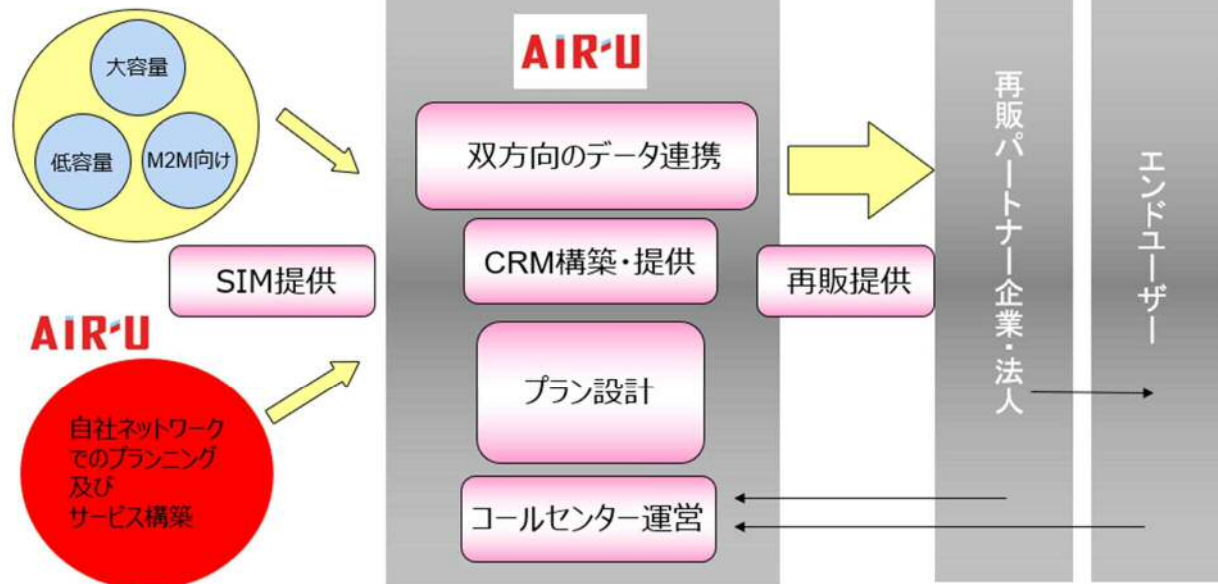 大容量
低容量
M2M向け
SIM提供
AIR-U
自社ネットワーク
でのプランニング
及び
サービス構築
AIR-U
双方向のデータ連携
CRM構築・提供
プラン設計
コールセンター運営
再販提供
再販パートナー企業・法人
エンドユーザー